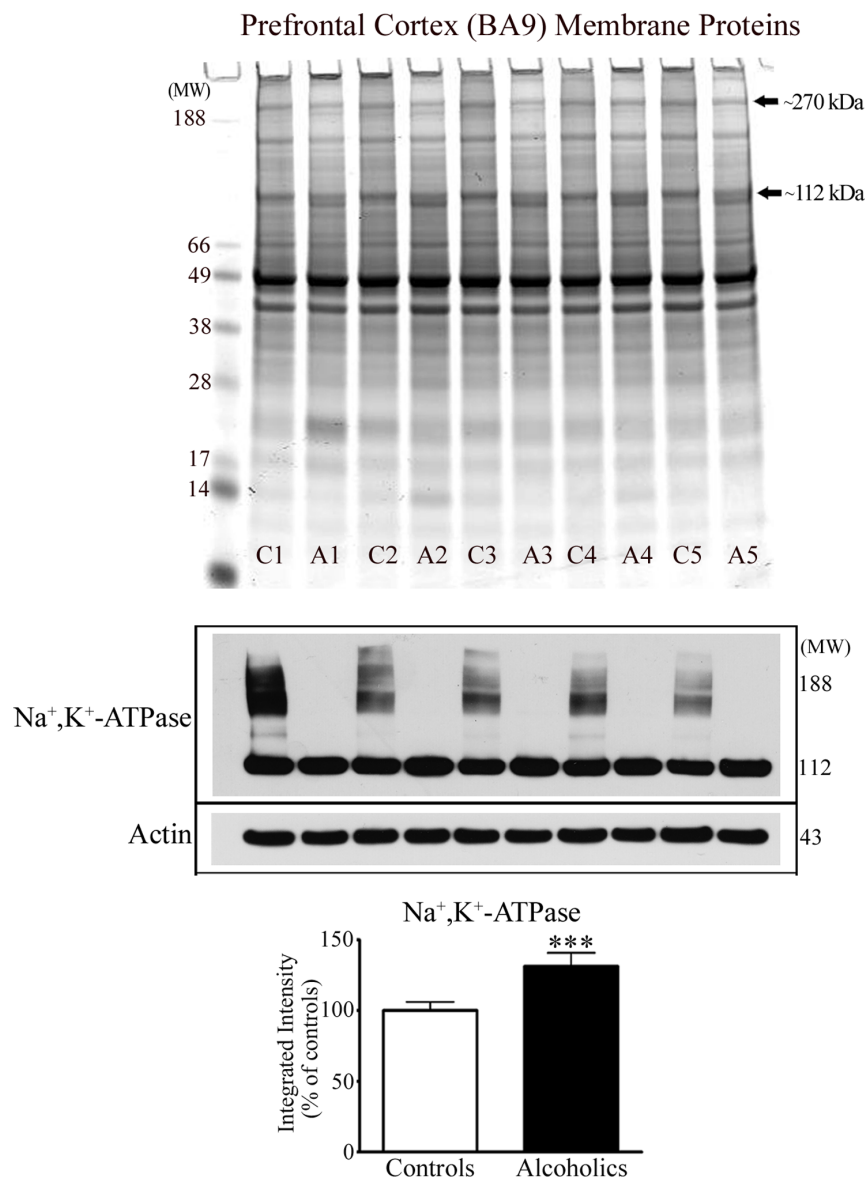 Prefrontal Cortex (BA9) Membrane Proteins
(MW)
188
66
49
38
28
17
14
~270 kDa
~112 kDa
C1 A1 C2 A2 C3 A3 C4 A4 C5 A5
Na⁺,K⁺-ATPase
(MW)
188
112
Actin
43
Na⁺,K⁺-ATPase
Integrated Intensity
(% of controls)
150
100
50
0
***
Controls Alcoholics